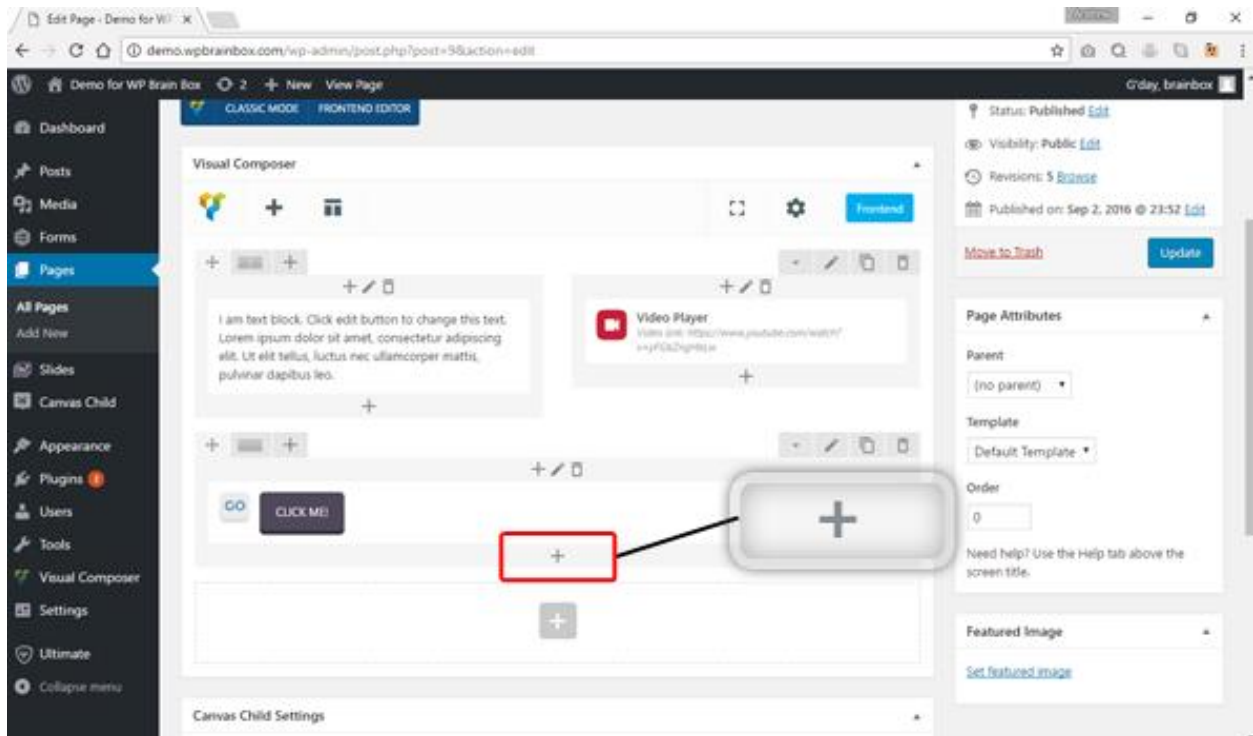 Edit Page ‹ Demo for W
demo.wpbrainbox.com/wp-admin/post.php?post=9&action=edit
Demo for WP Brain Box 2 New View Page
G'day, brainbox
Dashboard
Posts
Media
Forms
Pages
All Pages
Add New
Slides
Canvas Child
Appearance
Plugins
Users
Tools
Visual Composer
Settings
Ultimate
Collapse menu
CLASSIC MODE FRONTEND EDITOR
Visual Composer
Frontend
I am text block. Click edit button to change this text.
Lorem ipsum dolor sit amet, consectetur adipiscing
elit. Ut elit tellus, luctus nec ullamcorper mattis,
pulvinar dapibus leo.
Video Player
Video link: https://www.youtube.com/watch?
GO CLICK ME!
Canvas Child Settings
Status: Published Edit
Visibility: Public Edit
Revisions: 5 Browse
Published on: Sep 2, 2016 @ 23:52 Edit
Move to Trash Update
Page Attributes
Parent
(no parent)
Template
Default Template
Order
0
Need help? Use the Help tab above the
screen title.
Featured Image
Set featured image